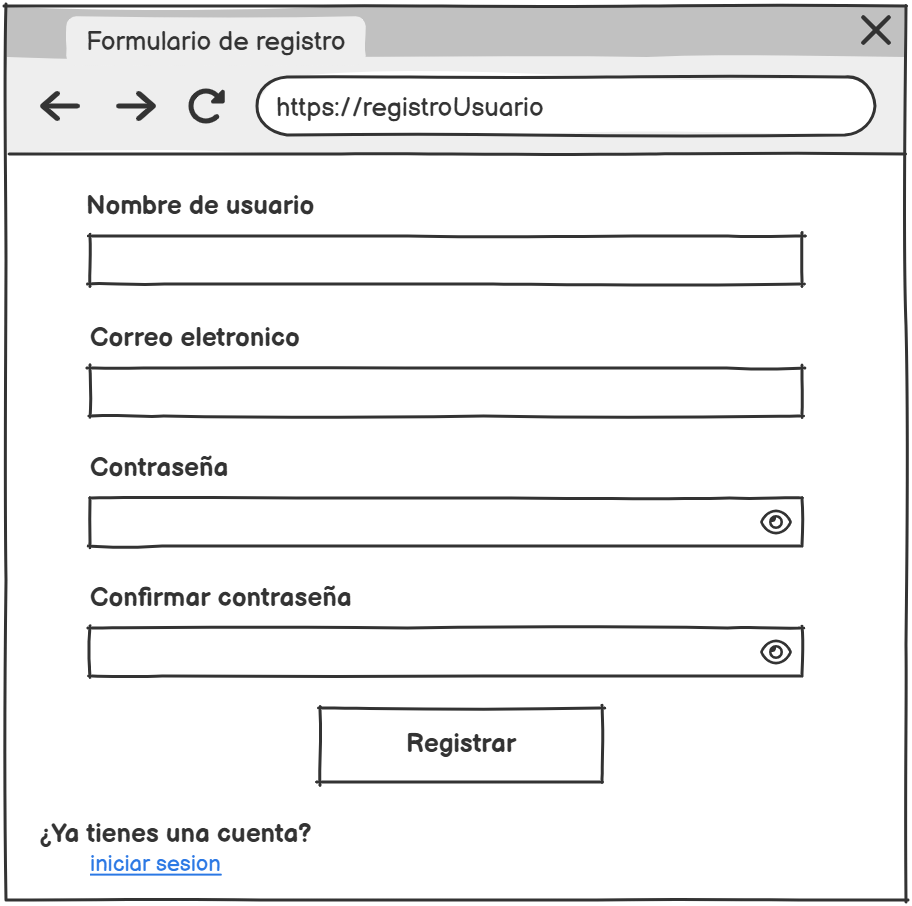 Formulario de registro
https://registroUsuario
Nombre de usuario
Correo eletronico
Contraseña
Confirmar contraseña
Registrar
¿Ya tienes una cuenta?
iniciar sesion